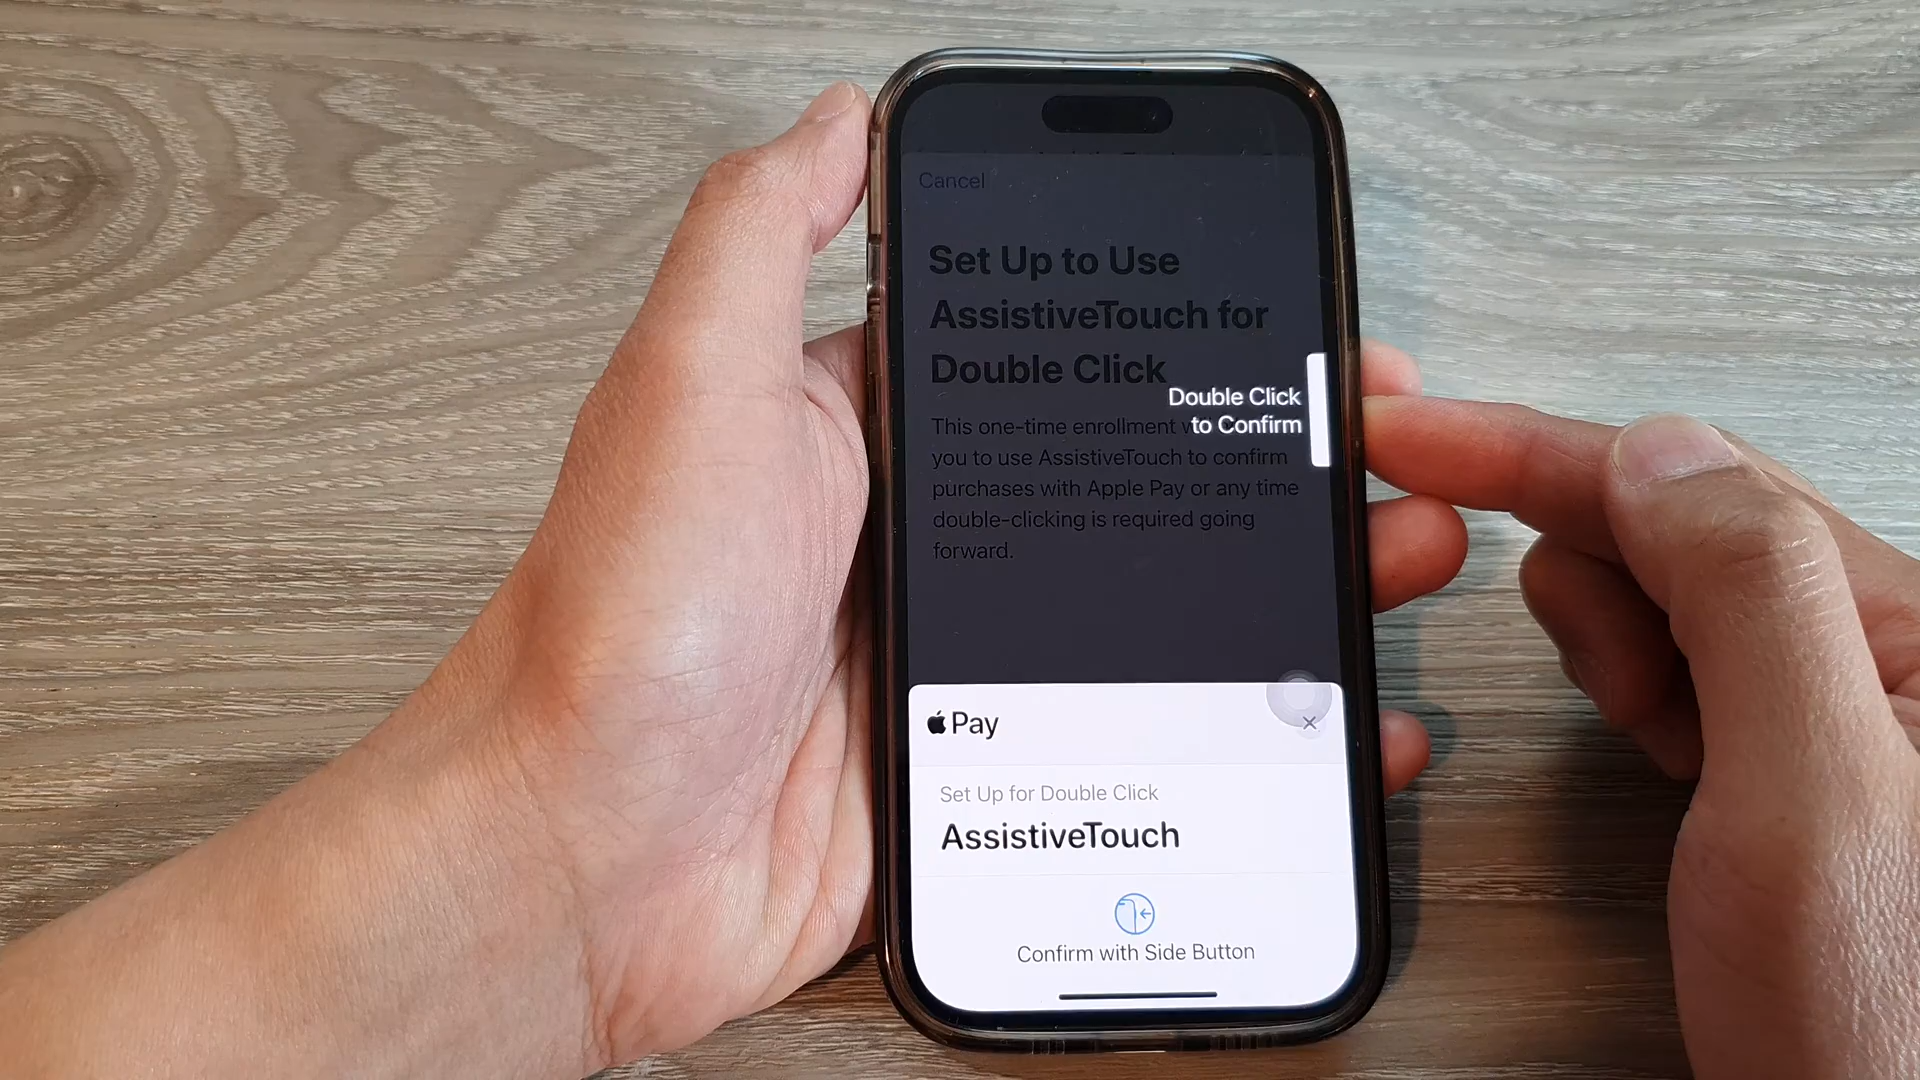 Cancel
Set Up to Use
AssistiveTouch for
Double Click
Double Click
to Confirm
This one-time enrollment
you to use AssistiveTouch to confirm
purchases with Apple Pay or any time
double-clicking is required going
forward.
Pay
Set Up for Double Click
AssistiveTouch
Confirm with Side Button